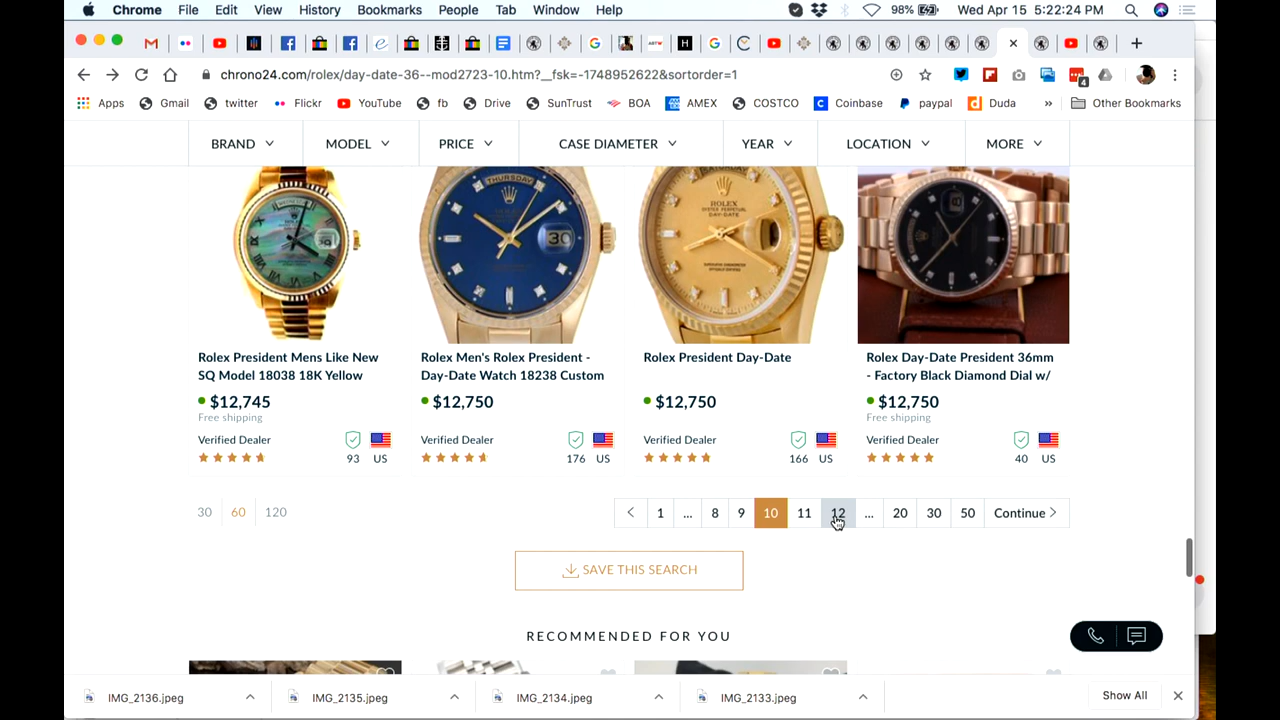 Chrome File Edit View History Bookmarks People Tab Window Help 98% Wed Apr 15 5:22:24 PM
chrono24.com/rolex/day-date-36--mod2723-10.htm?__fsk=-1748952622&sortorder=1
4
Apps Gmail twitter Flickr YouTube fb Drive SunTrust BOA AMEX COSTCO Coinbase paypal Duda » Other Bookmarks
BRAND MODEL PRICE CASE DIAMETER YEAR LOCATION MORE
THURSDAY
30
ROLEX
Rolex President Mens Like New
SQ Model 18038 18K Yellow
$12,745
Free shipping
Verified Dealer
93 US
Rolex Men's Rolex President -
Day-Date Watch 18238 Custom
$12,750
Verified Dealer
176 US
Rolex President Day-Date
$12,750
Verified Dealer
166 US
Rolex Day-Date President 36mm
- Factory Black Diamond Dial w/
$12,750
Free shipping
Verified Dealer
40 US
30 60 120
< 1 ... 8 9 10 11 12 ... 20 30 50 Continue >
SAVE THIS SEARCH
RECOMMENDED FOR YOU
IMG_2136.jpeg IMG_2135.jpeg IMG_2134.jpeg IMG_2133.jpeg Show All